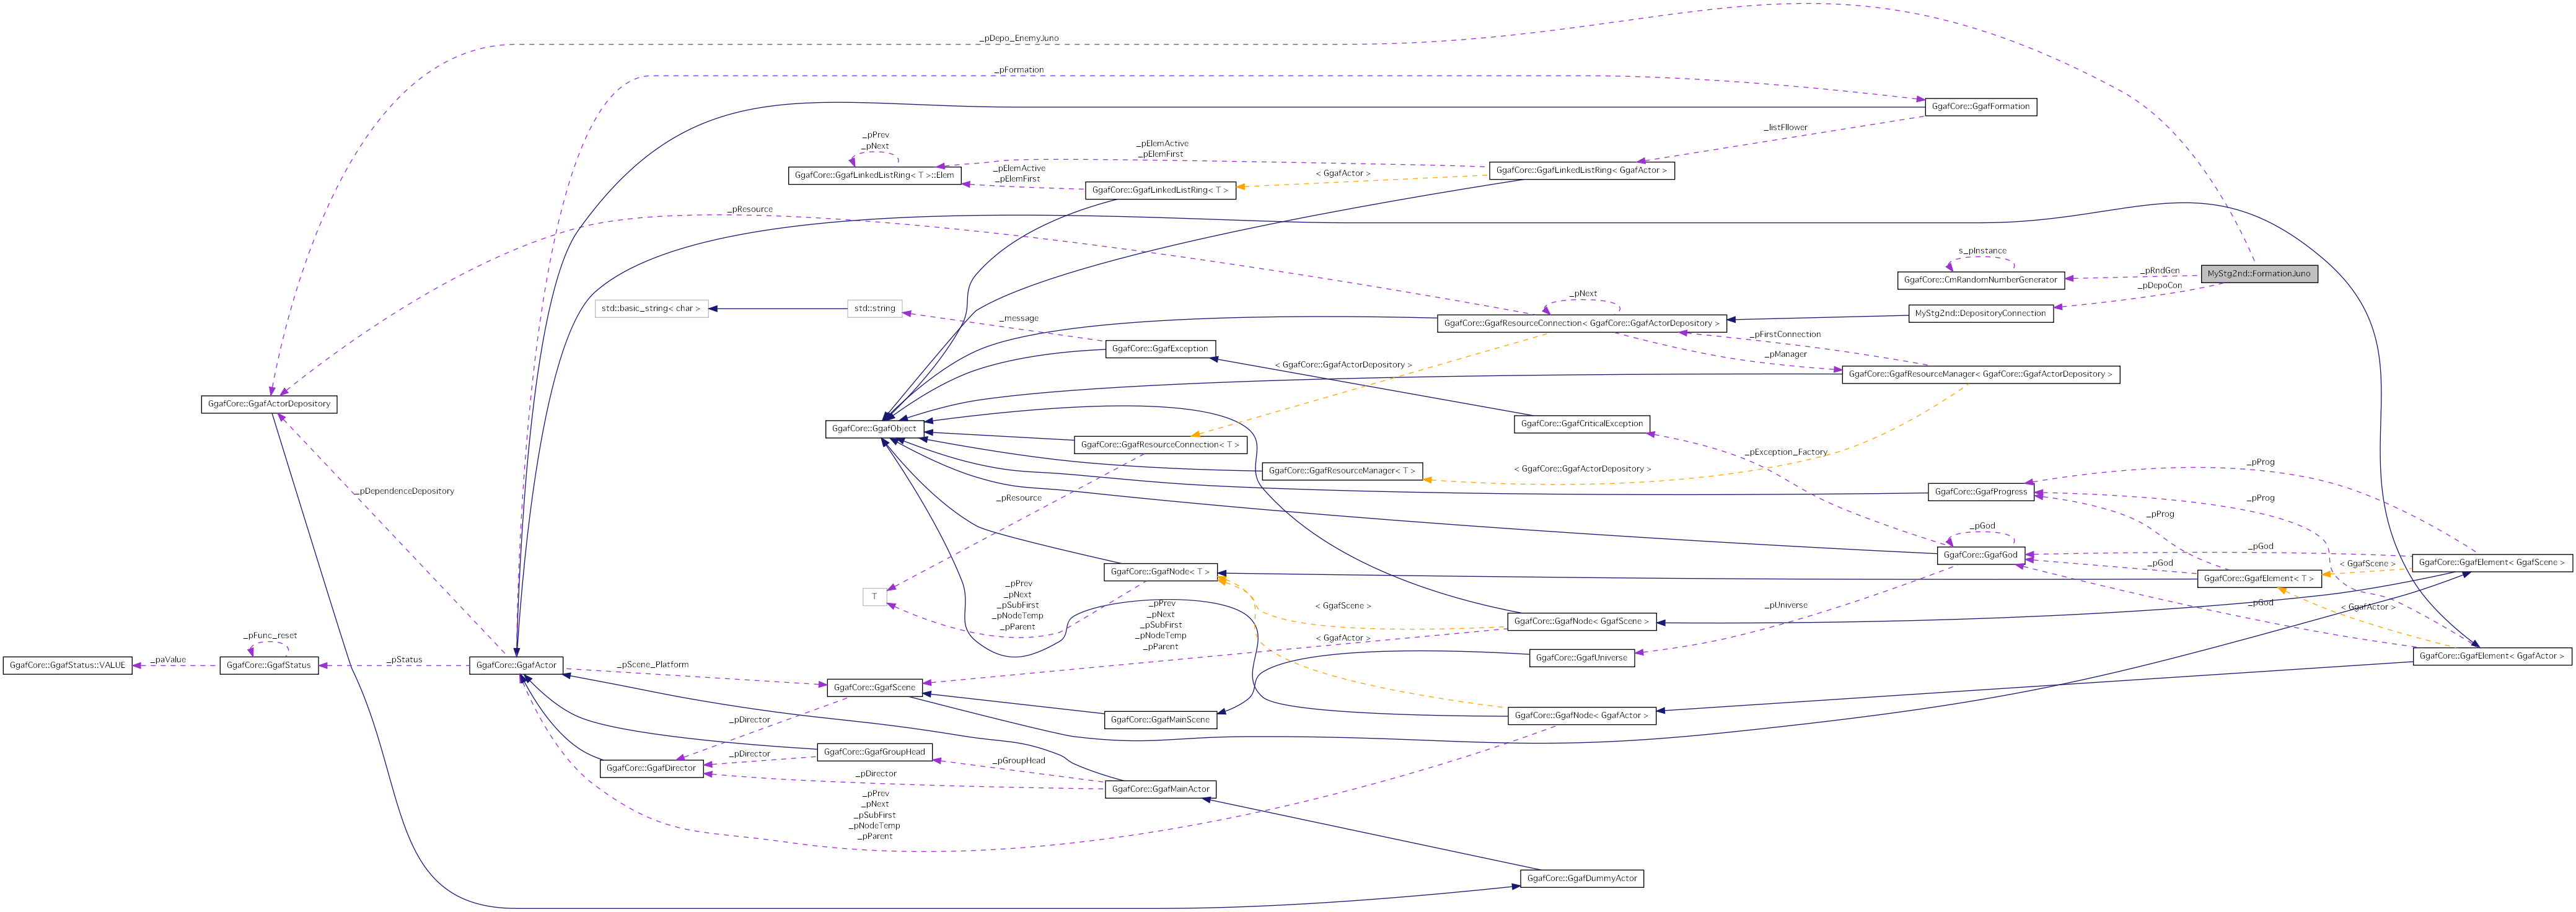 _pDepo_EnemyJuno
_pFormation
GgafCore::GgafFormation
_listFllower
_pPrev
_pNext
GgafCore::GgafLinkedListRing< T >::Elem
_pElemActive
_pElemFirst
_pElemActive
_pElemFirst
GgafCore::GgafLinkedListRing< GgafActor >
< GgafActor >
GgafCore::GgafLinkedListRing< T >
_pResource
s_pInstance
GgafCore::CmRandomNumberGenerator
_pRndGen
MyStg2nd::FormationJuno
_pDepoCon
MyStg2nd::DepositoryConnection
_pNext
GgafCore::GgafResourceConnection< GgafCore::GgafActorDepository >
std::basic_string< char >
std::string
_message
GgafCore::GgafException
_pFirstConnection
_pManager
< GgafCore::GgafActorDepository >
GgafCore::GgafResourceManager< GgafCore::GgafActorDepository >
GgafCore::GgafActorDepository
GgafCore::GgafObject
GgafCore::GgafCriticalException
GgafCore::GgafResourceConnection< T >
_pException_Factory
GgafCore::GgafResourceManager< T >
< GgafCore::GgafActorDepository >
_pProg
_pDependenceDepository
_pResource
GgafCore::GgafProgress
_pProg
_pProg
_pGod
GgafCore::GgafGod
_pGod
_pGod
GgafCore::GgafElement< GgafScene >
< GgafScene >
GgafCore::GgafNode< T >
GgafCore::GgafElement< T >
T
_pPrev
_pNext
_pSubFirst
_pNodeTemp
_pParent
_pPrev
_pNext
_pSubFirst
_pNodeTemp
_pParent
< GgafScene >
GgafCore::GgafNode< GgafScene >
_pUniverse
_pGod
< GgafActor >
< GgafActor >
_pFunc_reset
GgafCore::GgafStatus::VALUE
_paValue
GgafCore::GgafStatus
_pStatus
GgafCore::GgafActor
_pScene_Platform
GgafCore::GgafUniverse
GgafCore::GgafElement< GgafActor >
GgafCore::GgafScene
_pDirector
GgafCore::GgafMainScene
GgafCore::GgafNode< GgafActor >
GgafCore::GgafGroupHead
_pDirector
GgafCore::GgafDirector
_pGroupHead
_pDirector
GgafCore::GgafMainActor
_pPrev
_pNext
_pSubFirst
_pNodeTemp
_pParent
GgafCore::GgafDummyActor